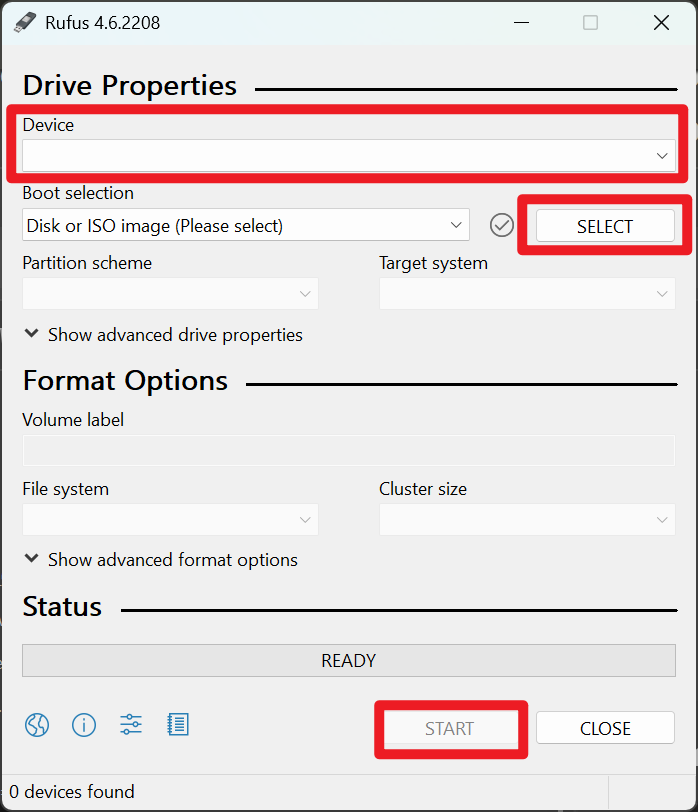 Rufus 4.6.2208
Drive Properties
Device
Boot selection
Disk or ISO image (Please select)
SELECT
Partition scheme
Target system
Show advanced drive properties
Format Options
Volume label
File system
Cluster size
Show advanced format options
Status
READY
START
CLOSE
0 devices found